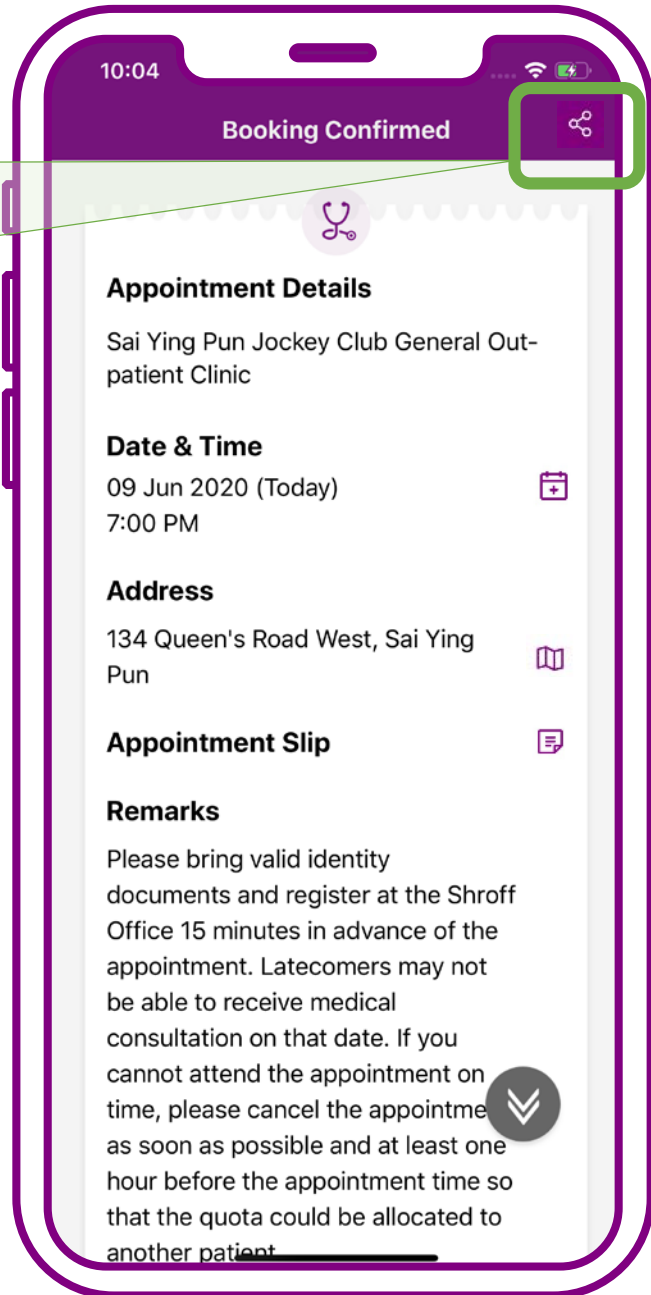 10:04
Booking Confirmed
Appointment Details
Sai Ying Pun Jockey Club General Out-
patient Clinic
Date & Time
09 Jun 2020 (Today)
7:00 PM
Address
134 Queen's Road West, Sai Ying
Pun
Appointment Slip
Remarks
Please bring valid identity
documents and register at the Shroff
Office 15 minutes in advance of the
appointment. Latecomers may not
be able to receive medical
consultation on that date. If you
cannot attend the appointment on
time, please cancel the appointme
as soon as possible and at least one
hour before the appointment time so
that the quota could be allocated to
another patient